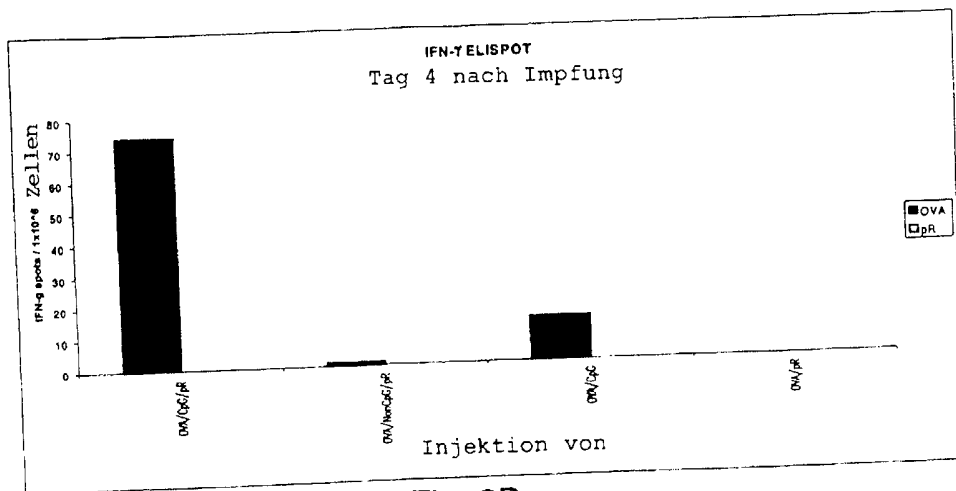 IFN-γ ELISPOT
Tag 4 nach Impfung
IFN-g spots / 1x10^6 Zellen
80
70
60
50
40
30
20
10
0
OVA
pR
OVA/CpG/pR
OVA/NonCpG/pR
OVA/CpG
OVA/pR
Injektion von